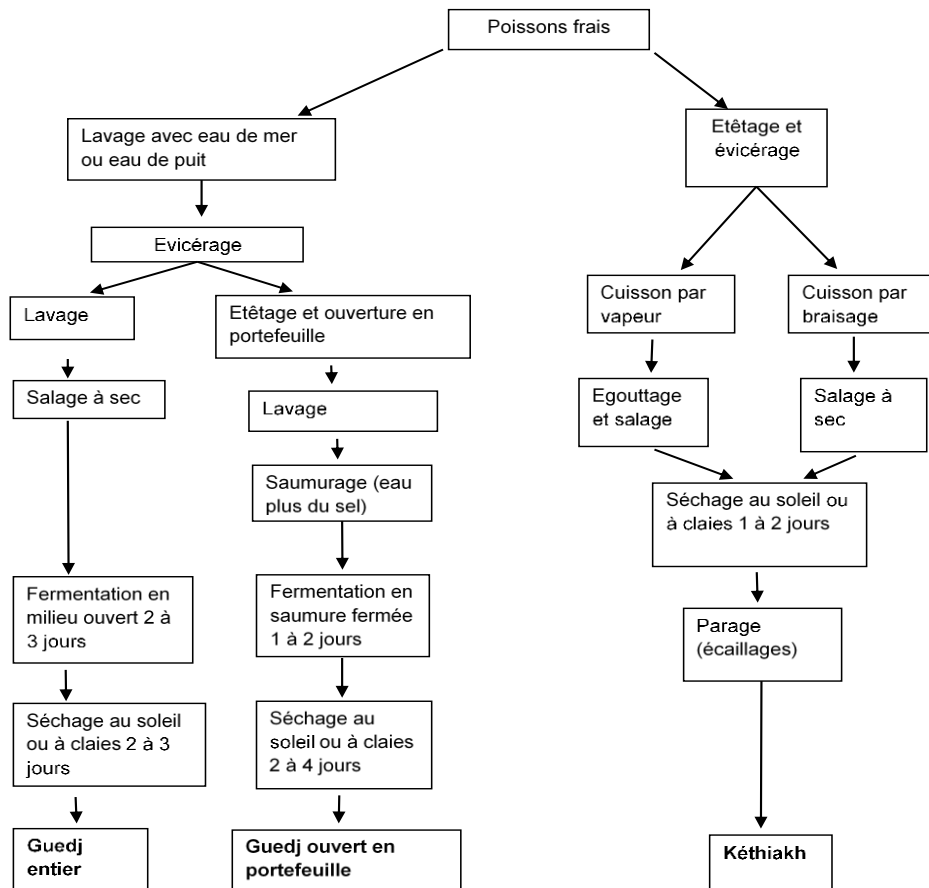 Poissons frais
Lavage avec eau de mer
ou eau de puit
Etêtage et
évicérage
Evicérage
Lavage
Etêtage et ouverture en
portefeuille
Cuisson par
vapeur
Cuisson par
braisage
Salage à sec
Lavage
Egouttage
et salage
Salage à
sec
Saumurage (eau
plus du sel)
Séchage au soleil ou
à claies 1 à 2 jours
Fermentation en
milieu ouvert 2 à
3 jours
Fermentation en
saumure fermée
1 à 2 jours
Parage
(écaillages)
Séchage au soleil
ou à claies 2 à 3
jours
Séchage au
soleil ou à claies
2 à 4 jours
Guedj
entier
Guedj ouvert en
portefeuille
Kéthiakh